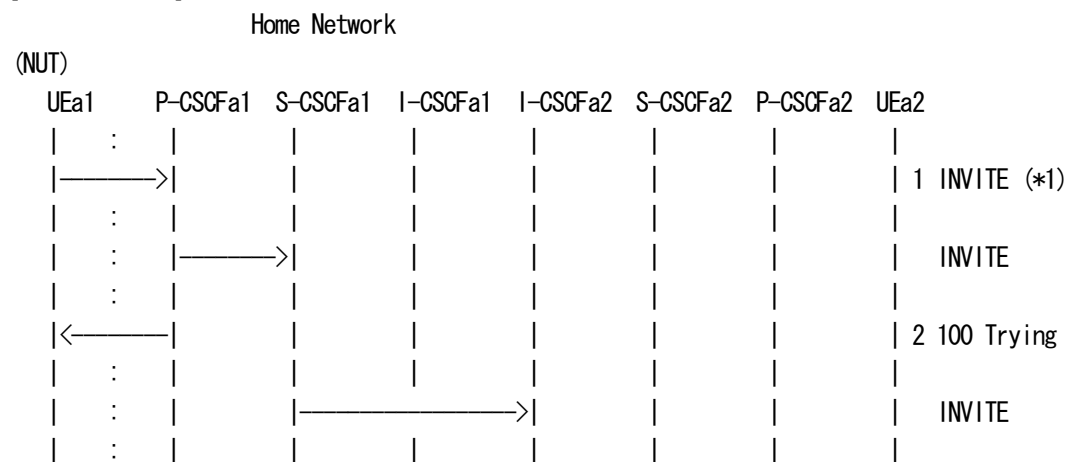 Home Network
(NUT)
UEa1 P-CSCFa1 S-CSCFa1 I-CSCFa1 I-CSCFa2 S-CSCFa2 P-CSCFa2 UEa2
| : | | | | | | |
|-------->| | | | | | | 1 INVITE (*1)
| : | | | | | | |
| : |-------->| | | | | | INVITE
| : | | | | | | |
|<--------| | | | | | | 2 100 Trying
| : | | | | | | |
| : | |------------------>| | | | INVITE
| : | | | | | | |